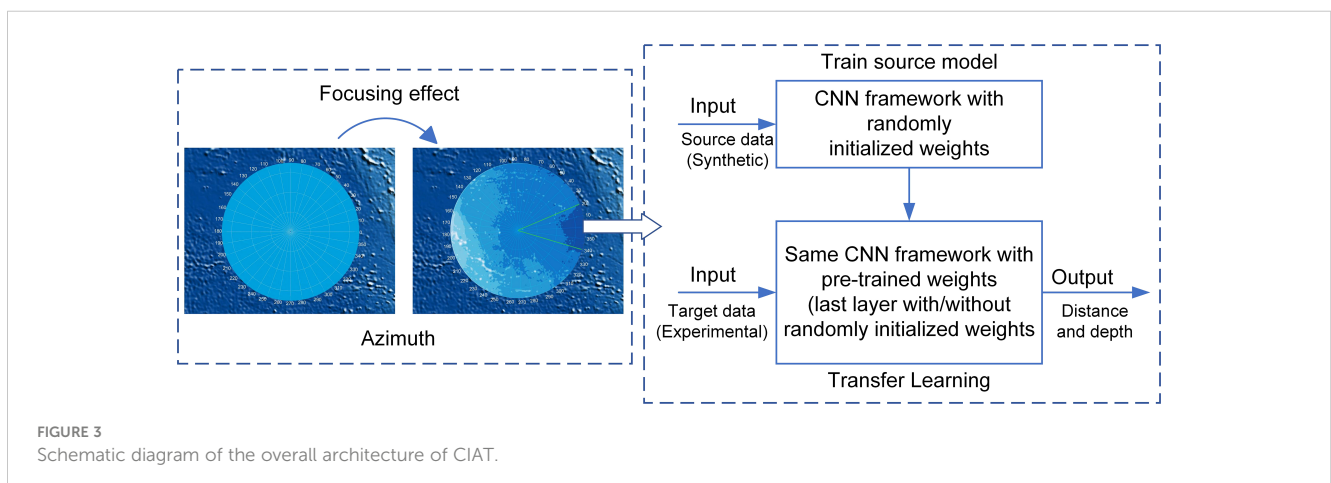 Focusing effect
Azimuth
Train source model
Input
Source data
(Synthetic)
CNN framework with
randomly
initialized weights
Input
Target data
(Experimental)
Same CNN framework with
pre-trained weights
(last layer with/without
randomly initialized weights
Output
Distance
and depth
Transfer Learning
FIGURE 3
Schematic diagram of the overall architecture of CIAT.